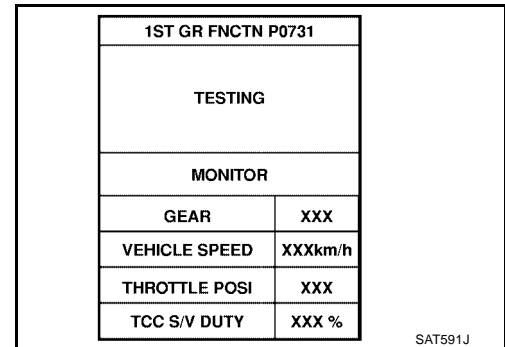 1ST GR FNCTN P0731
TESTING
MONITOR
GEAR XXX
VEHICLE SPEED XXXkm/h
THROTTLE POSI XXX
TCC S/V DUTY XXX %
SAT591J